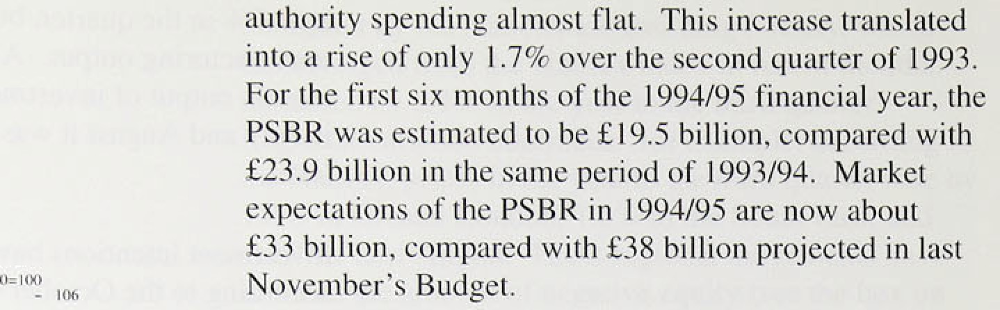 authority spending almost flat. This increase translated
into a rise of only 1.7% over the second quarter of 1993.
For the first six months of the 1994/95 financial year, the
PSBR was estimated to be £19.5 billion, compared with
£23.9 billion in the same period of 1993/94. Market
expectations of the PSBR in 1994/95 are now about
£33 billion, compared with £38 billion projected in last
November's Budget.
0=100
- 106